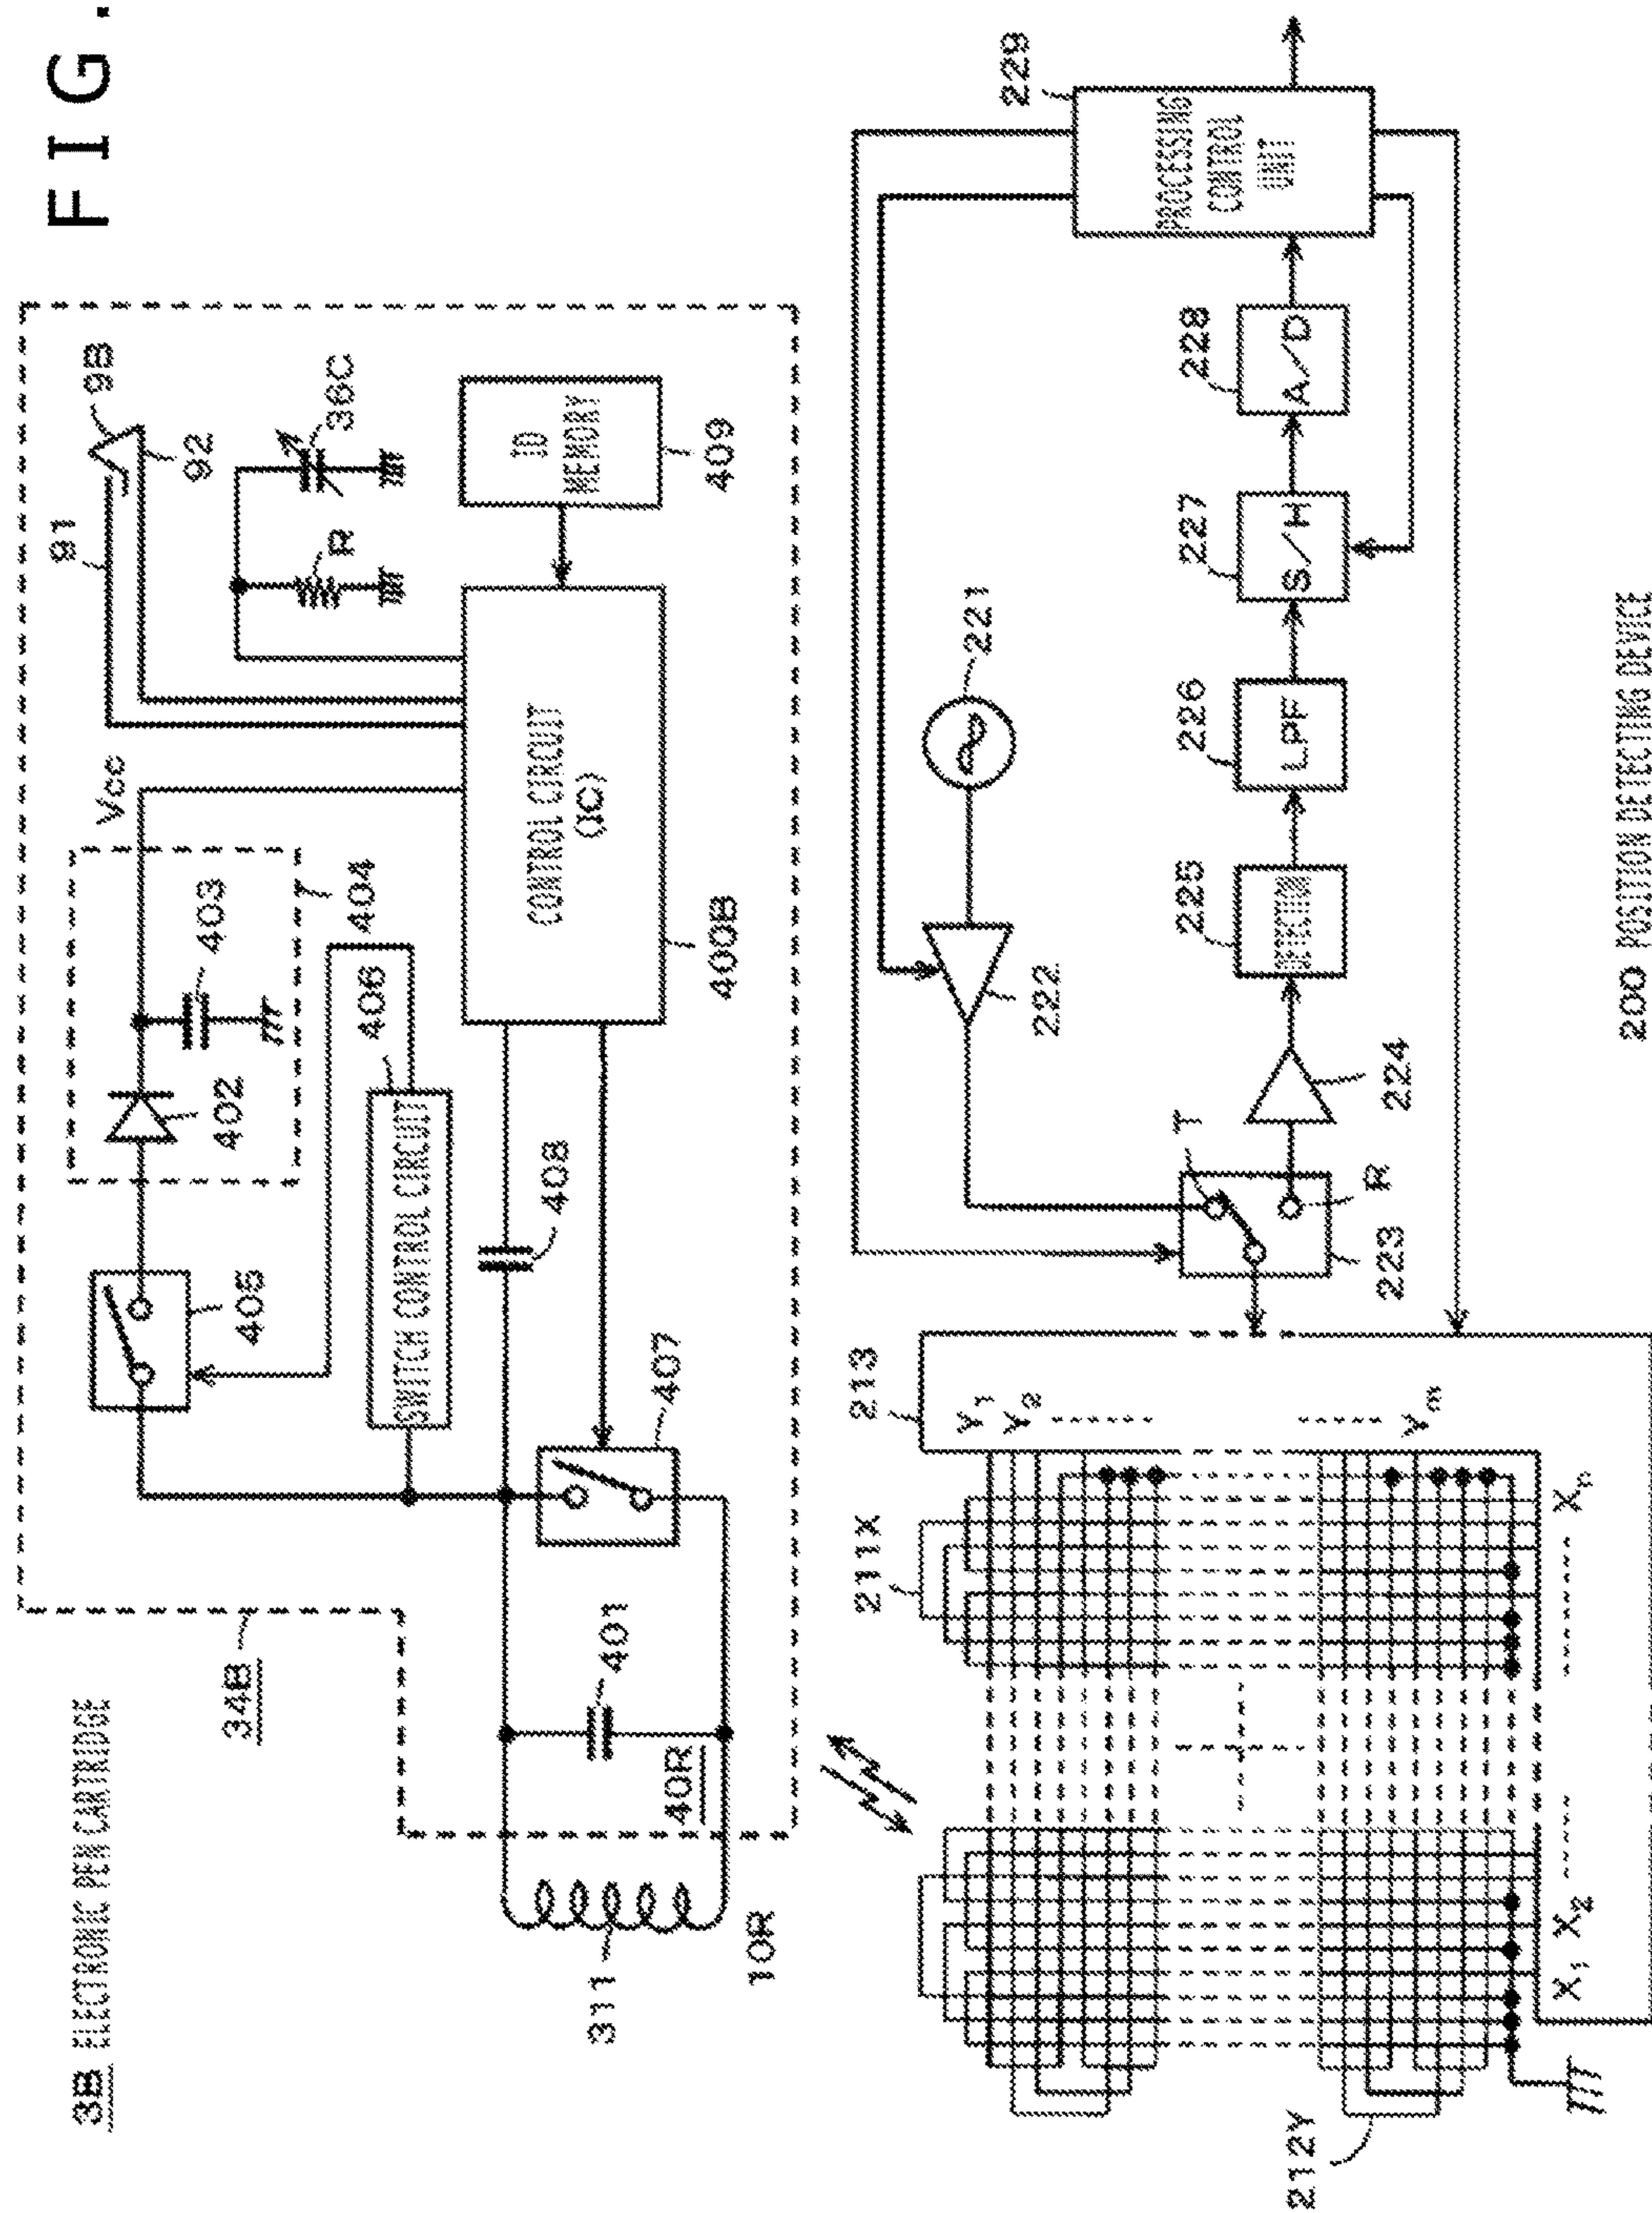 FIG.
3B ELECTRONIC PEN CARTRIDGE
34B
405
402
403
404
Vcc
91
9B
92
R
36C
406
SWITCH CONTROL CIRCUIT
408
407
401
40R
311
10R
CONTROL CIRCUIT
(IC)
400B
ID
MEMORY
409
211X
213
Y1
Y2
Ym
X1
X2
Xn
212Y
223
T
R
222
221
224
225
DETECTION
226
LPF
227
S/H
228
A/D
229
PROCESSING
CONTROL
UNIT
200 POSITION DETECTING DEVICE